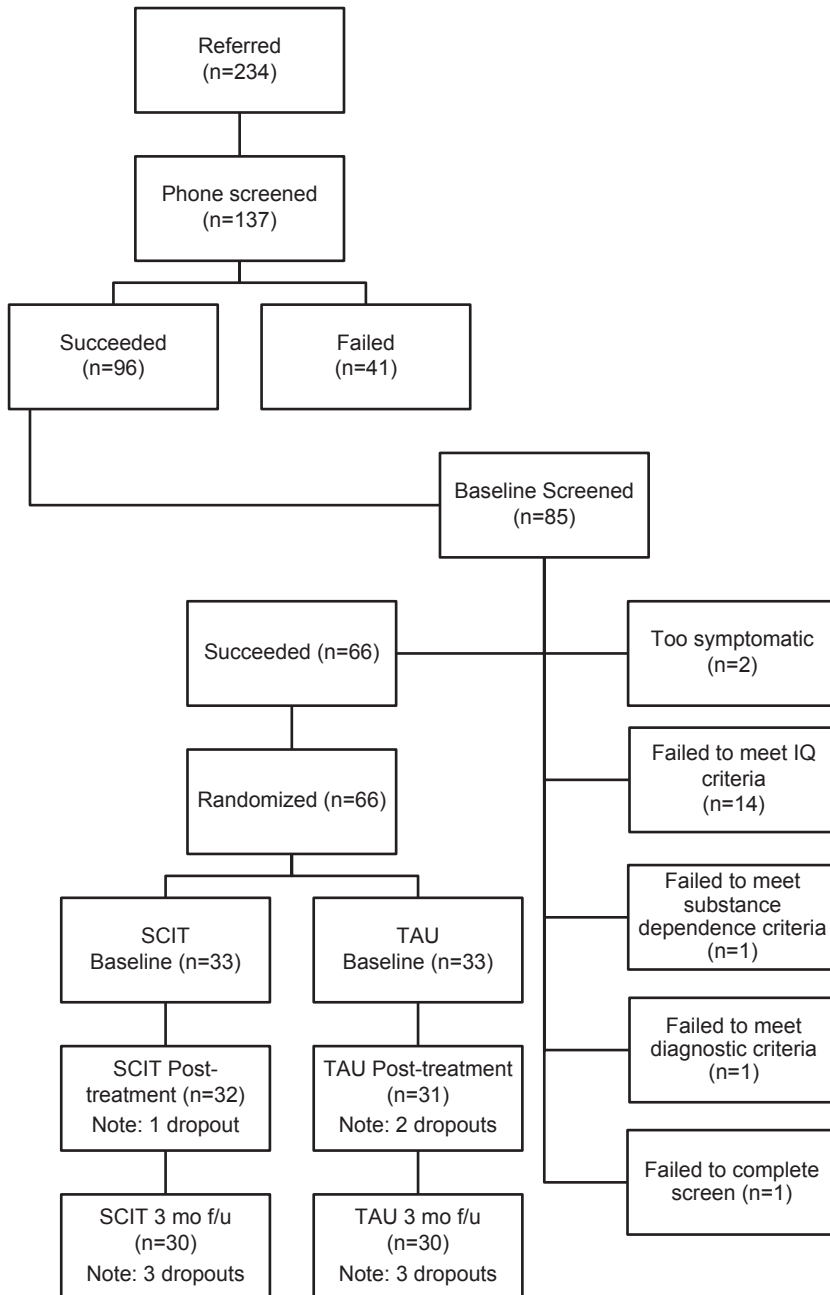 Referred
(n=234)
Phone screened
(n=137)
Succeeded
(n=96)
Failed
(n=41)
Baseline Screened
(n=85)
Succeeded (n=66)
Too symptomatic
(n=2)
Randomized (n=66)
Failed to meet IQ
criteria
(n=14)
SCIT
Baseline (n=33)
TAU
Baseline (n=33)
Failed to meet
substance
dependence criteria
(n=1)
SCIT Post-
treatment (n=32)
Note: 1 dropout
TAU Post-treatment
(n=31)
Note: 2 dropouts
Failed to meet
diagnostic criteria
(n=1)
SCIT 3 mo f/u
(n=30)
Note: 3 dropouts
TAU 3 mo f/u
(n=30)
Note: 3 dropouts
Failed to complete
screen (n=1)